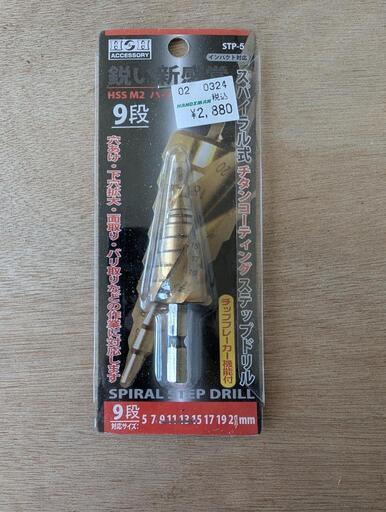 H&H
ACCESSORY
STP-5
インパクト対応
鋭い新感
HSS M2
02 0324
HANDSMAN 税込
¥2,880
9段
スパイラル式チタンコーティングステップドリル
穴あけ・下穴拡大・面取り・バリ取りなどの作業に対応します
チップブレーカー機能付
SPIRAL STEP DRILL
9段
対応サイズ:
5 7 9 11 13 15 17 19 21mm